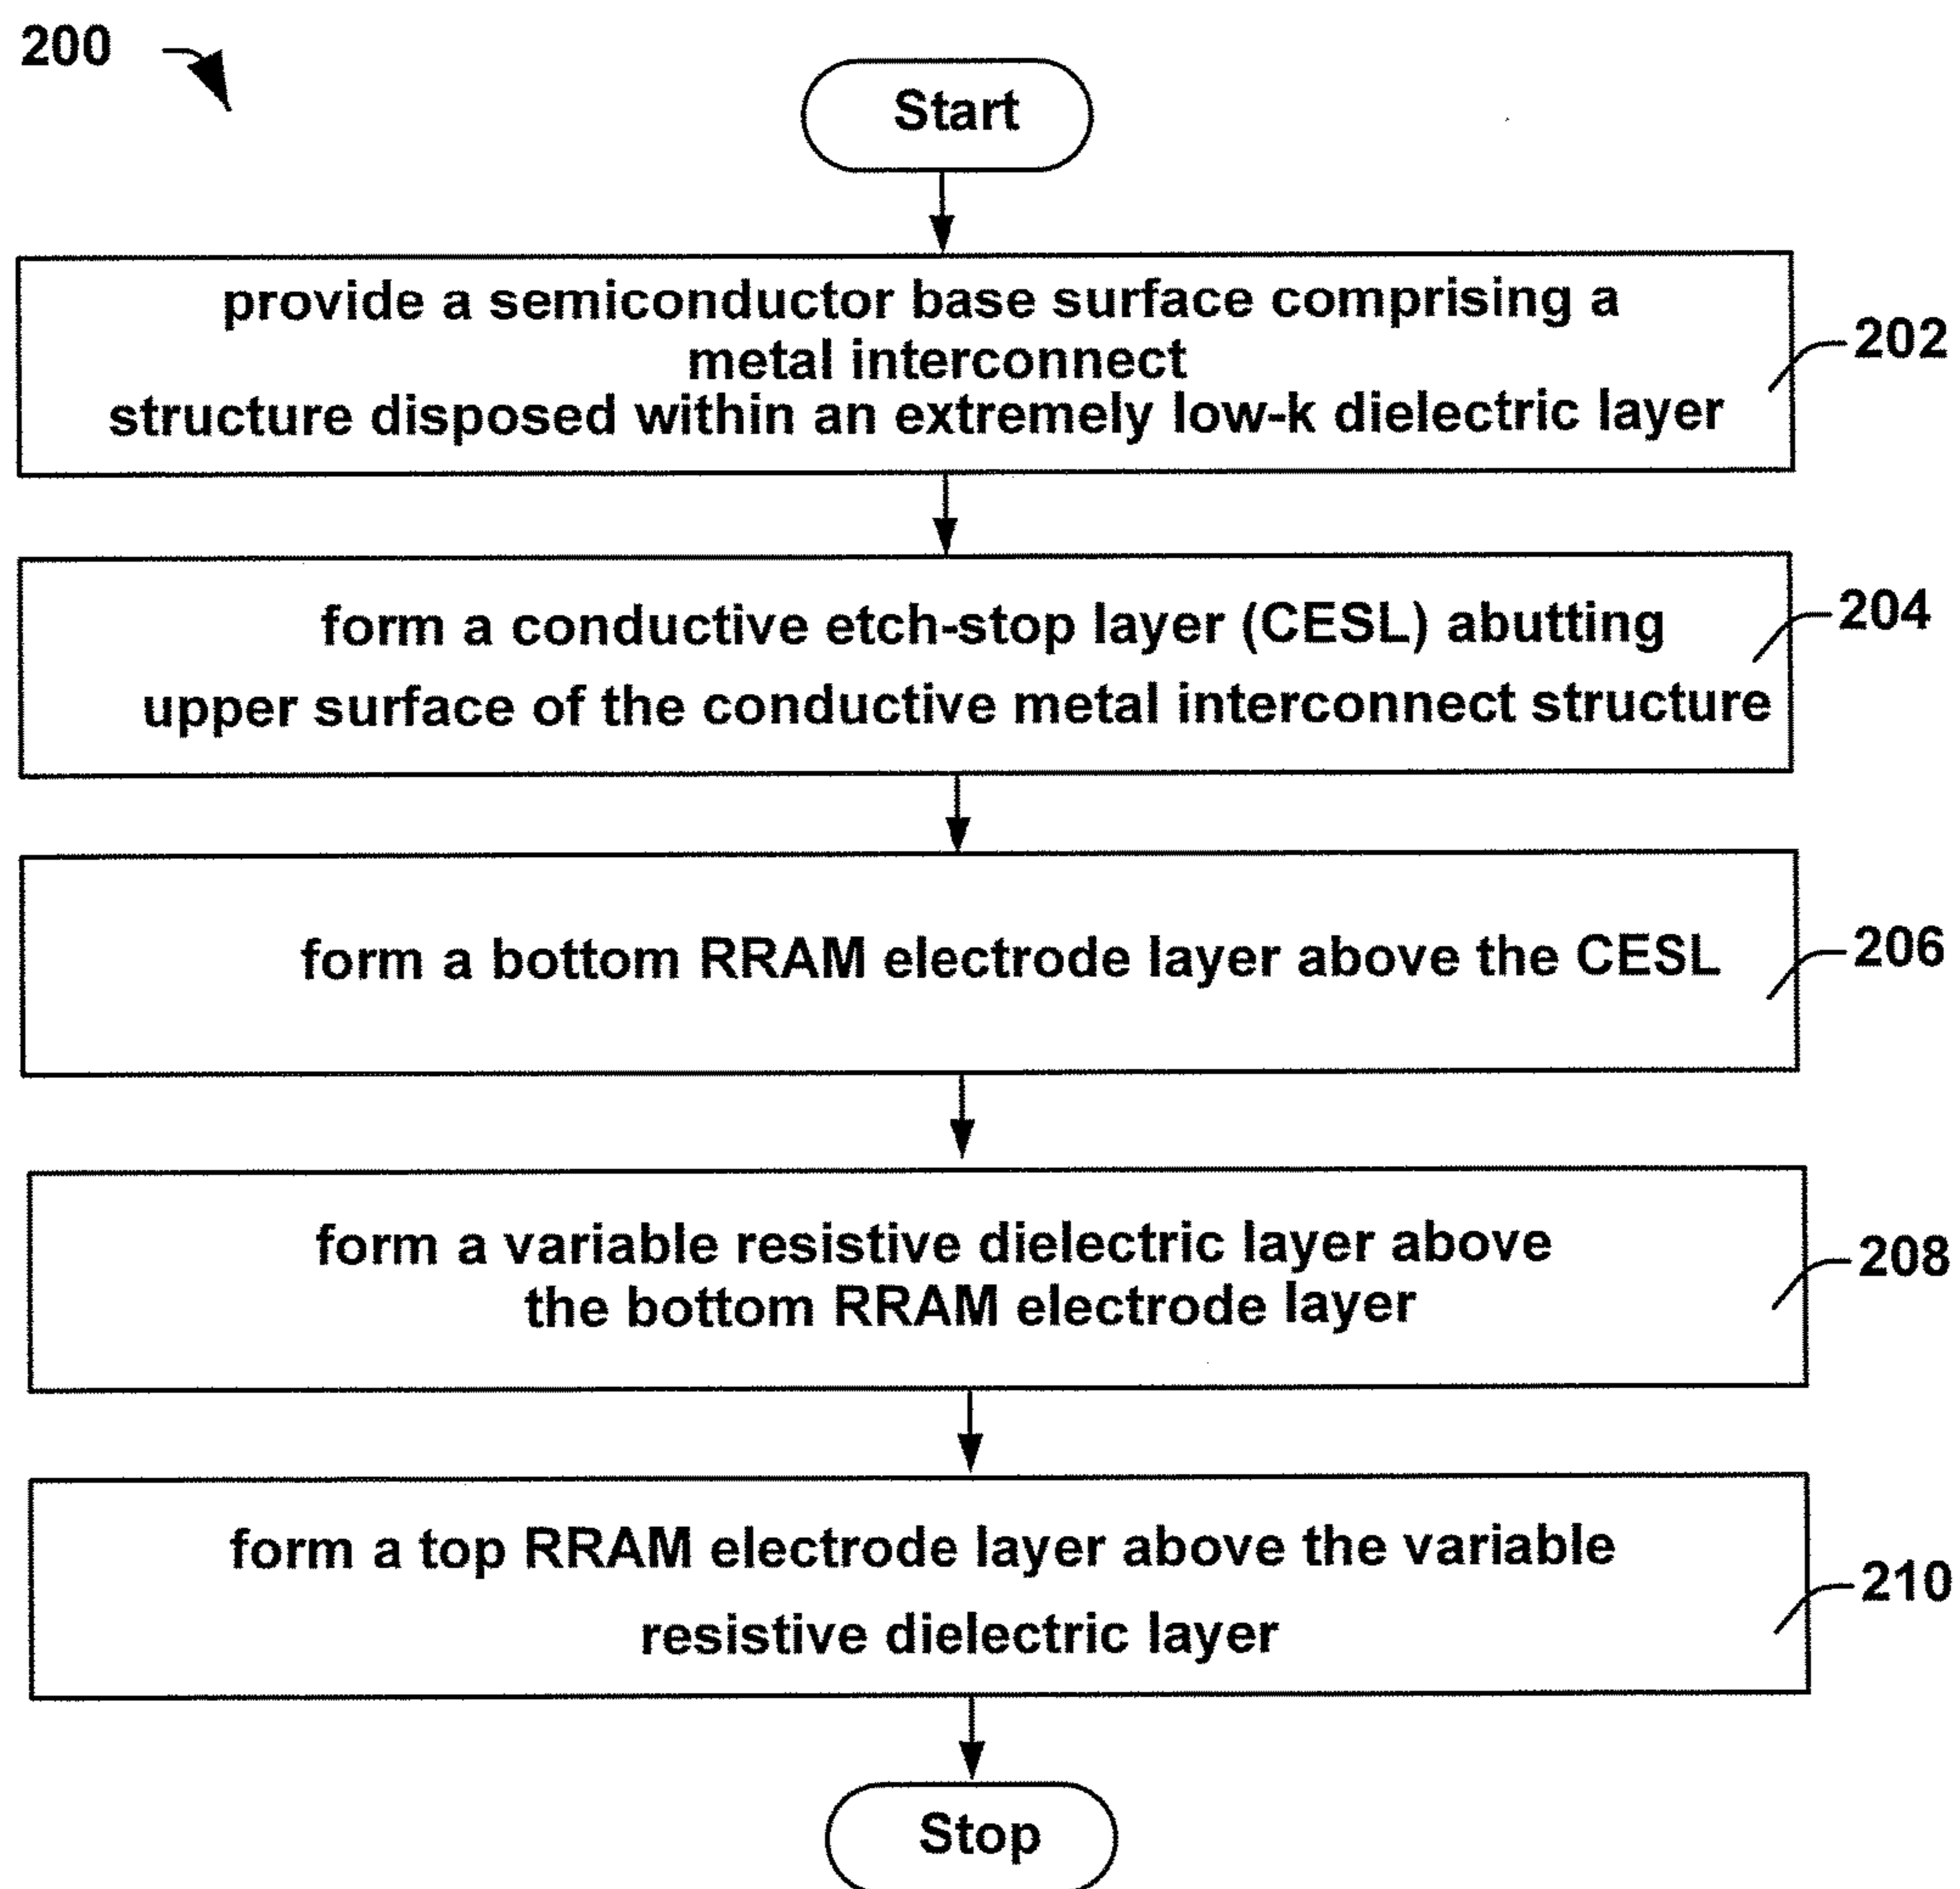 200
Start
provide a semiconductor base surface comprising a
metal interconnect
structure disposed within an extremely low-k dielectric layer
202
form a conductive etch-stop layer (CESL) abutting
upper surface of the conductive metal interconnect structure
204
form a bottom RRAM electrode layer above the CESL
206
form a variable resistive dielectric layer above
the bottom RRAM electrode layer
208
form a top RRAM electrode layer above the variable
resistive dielectric layer
210
Stop